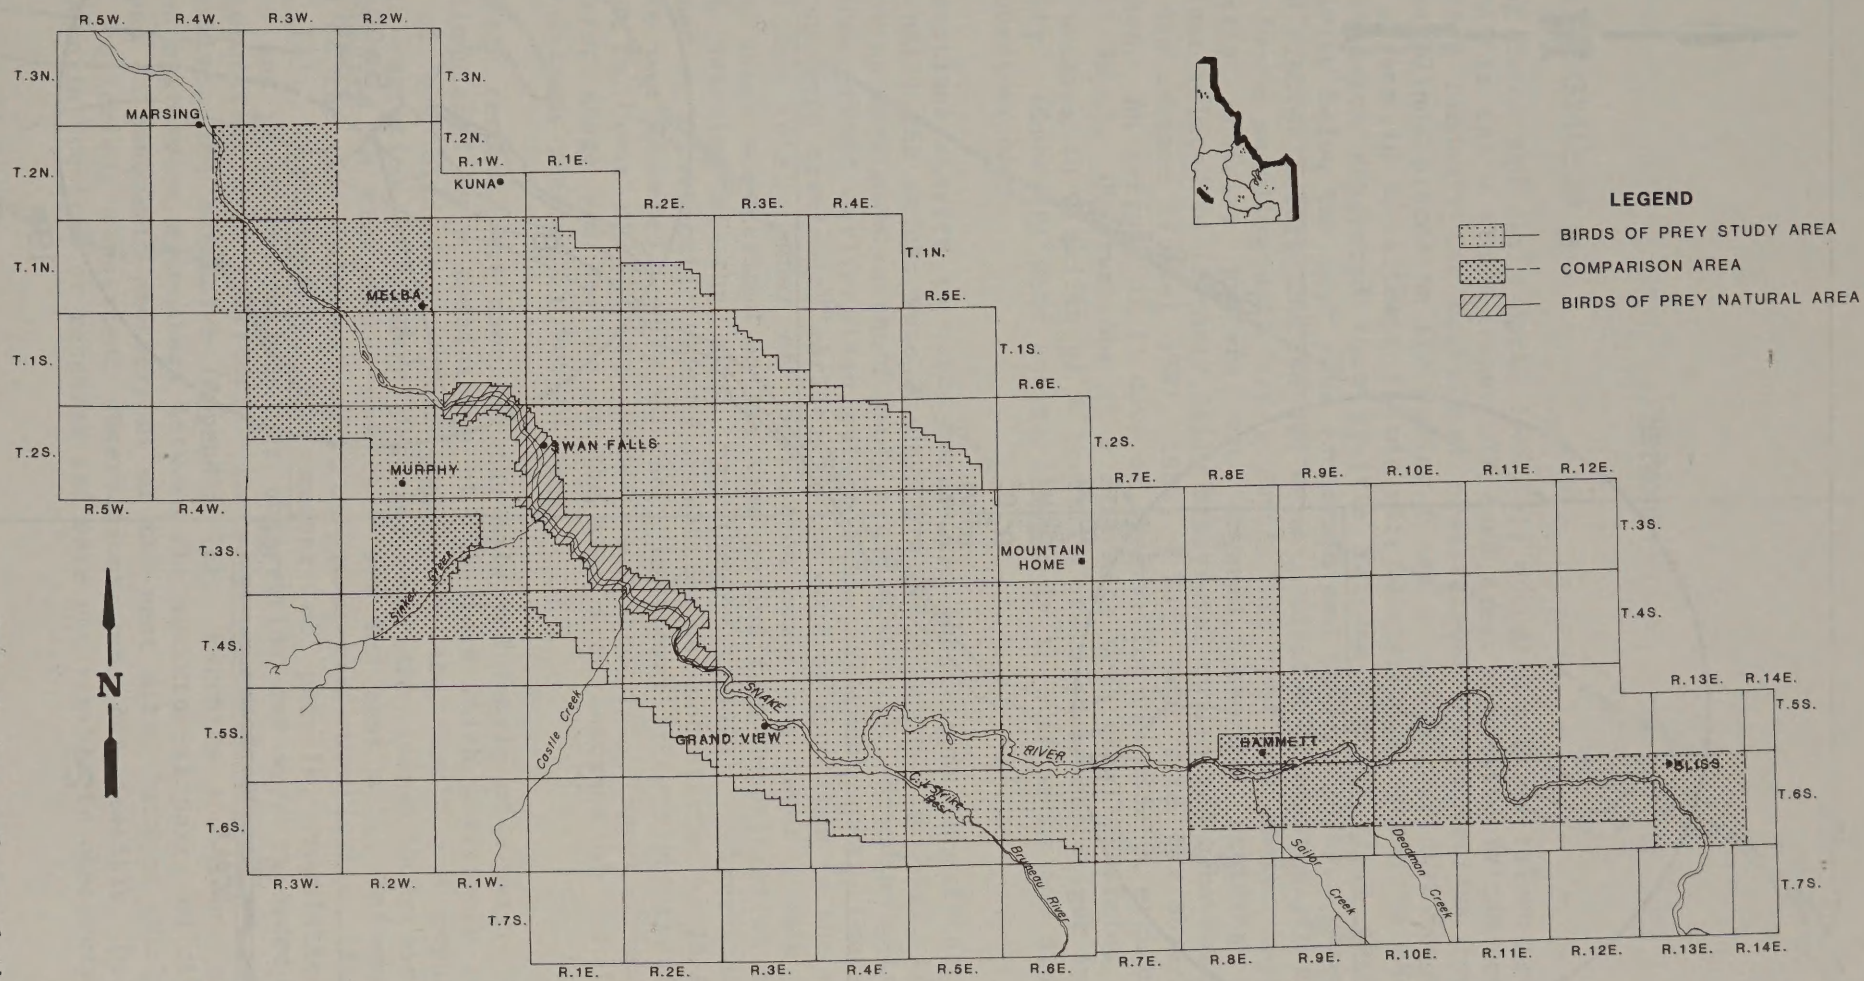 R.5W. R.4W. R.3W. R.2W.
T.3N. T.3N.
MARSING
T.2N.
R.1W. R.1E.
T.2N.
KUNA
R.2E. R.3E. R.4E.
LEGEND
BIRDS OF PREY STUDY AREA
T.1N. T.1N.
COMPARISON AREA
MELBA
R.5E.
BIRDS OF PREY NATURAL AREA
T.1S. T.1S.
R.6E.
T.2S. SWAN FALLS T.2S.
MURPHY
R.7E. R.8E R.9E. R.10E. R.11E. R.12E.
R.5W. R.4W.
T.3S. T.3S.
MOUNTAIN
HOME
Sinker Creek
T.4S. T.4S.
N
R.13E. R.14E.
SNAKE
T.5S. T.5S.
Castle Creek
GRAND VIEW
RIVER
HAMMETT
BLISS
C.J. Strike
Res.
T.6S. T.6S.
Bruneau River
Sailor Creek
Deadman Creek
R.3W. R.2W. R.1W.
T.7S. T.7S.
R.1E. R.2E. R.3E. R.4E. R.5E. R.6E. R.7E. R.8E. R.9E. R.10E. R.11E. R.12E. R.13E. R.14E.